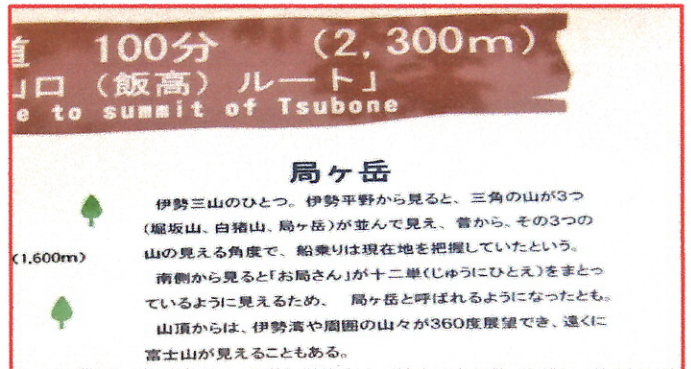 道 100分 (2,300m)
山口（飯高）ルート」
e to summit of Tsubone
局ヶ岳
伊勢三山のひとつ。伊勢平野から見ると、三角の山が3つ
(堀坂山、白猪山、局ヶ岳)が並んで見え、昔から、その3つの
(1,600m)
山の見える角度で、船乗りは現在地を把握していたという。
南側から見ると「お局さん」が十二単(じゅうにひとえ)をまとっ
ているように見えるため、 局ヶ岳と呼ばれるようになったとも。
山頂からは、伊勢湾や周囲の山々が360度展望でき、遠くに
富士山が見えることもある。